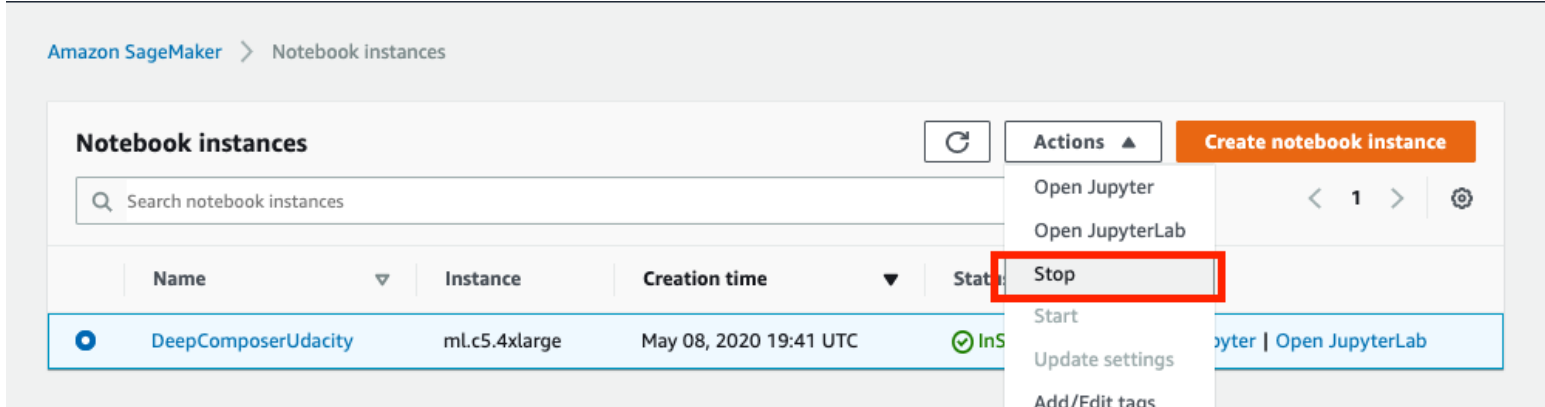 Amazon SageMaker > Notebook instances
Notebook instances
Actions
Create notebook instance
Search notebook instances
1
Open Jupyter
Open JupyterLab
Stop
Start
Update settings
Add/Edit tags
Name Instance Creation time
DeepComposerUdacity ml.c5.4xlarge May 08, 2020 19:41 UTC | Open JupyterLab